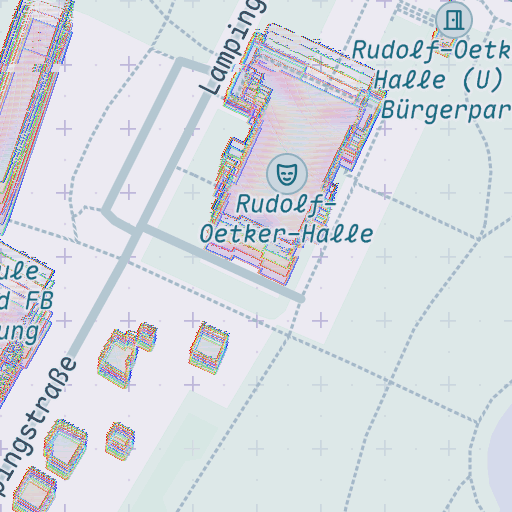 Lamping
Rudolf-Oetk
Halle (U)
Bürgerpar
Rudolf-
Oetker-Halle
ule
d FB
ung
pingstraße